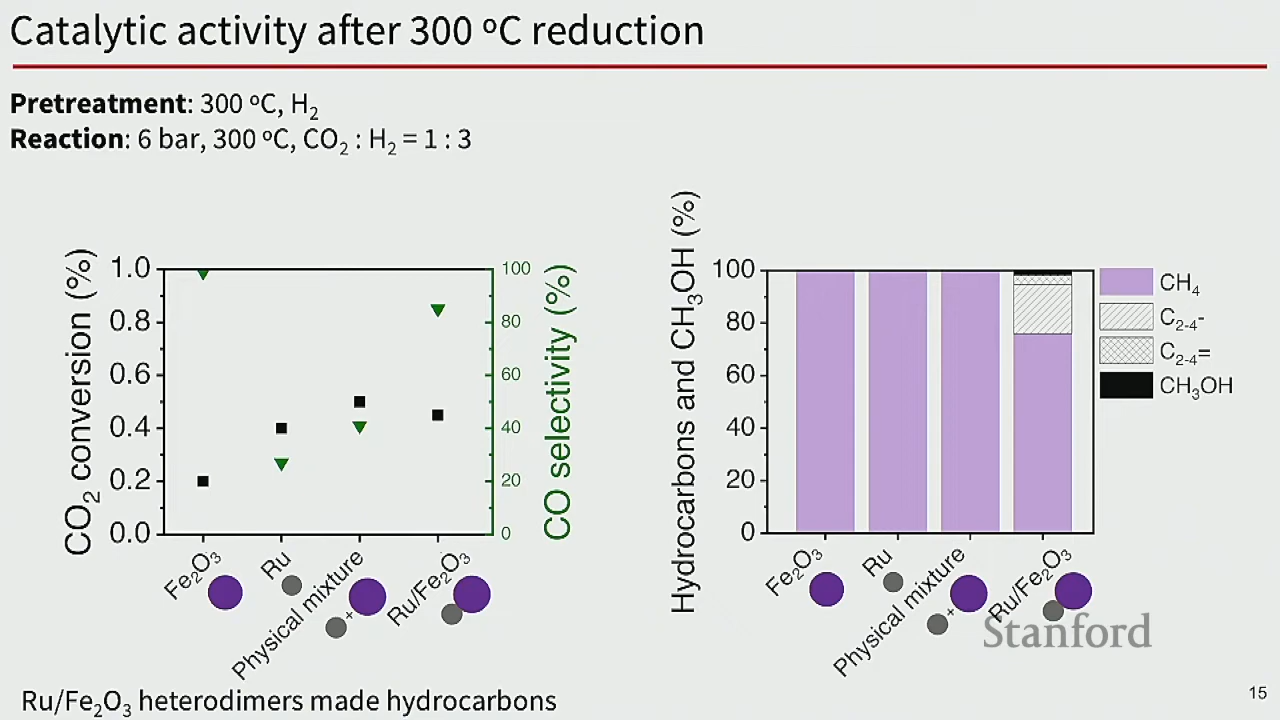 Catalytic activity after 300 ºC reduction
Pretreatment: 300 ºC, H₂
Reaction: 6 bar, 300 ºC, CO₂ : H₂ = 1 : 3
CO₂ conversion (%)
1.0
0.8
0.6
0.4
0.2
0.0
100
80
60
40
20
0
CO selectivity (%)
Fe₂O₃
Ru
Physical mixture
+
Ru/Fe₂O₃
Hydrocarbons and CH₃OH (%)
100
80
60
40
20
0
Fe₂O₃
Ru
Physical mixture
+
Ru/Fe₂O₃
CH₄
C₂₋₄-
C₂₋₄=
CH₃OH
Stanford
Ru/Fe₂O₃ heterodimers made hydrocarbons
15